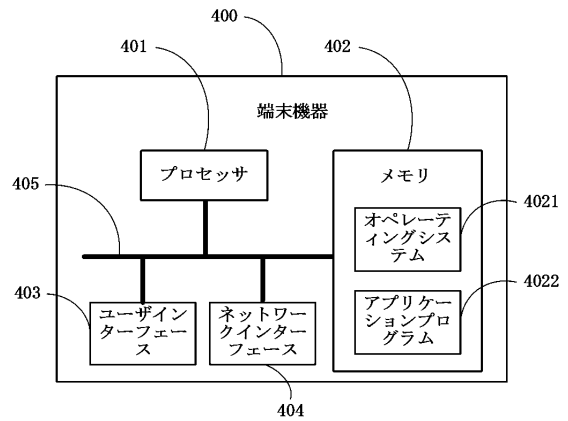 400
401
402
端末機器
プロセッサ
メモリ
405
4021
オペレーテ
ィングシス
テム
4022
403
ユーザイン
ターフェー
ス
ネットワー
クインター
フェース
アプリケー
ションプロ
グラム
404